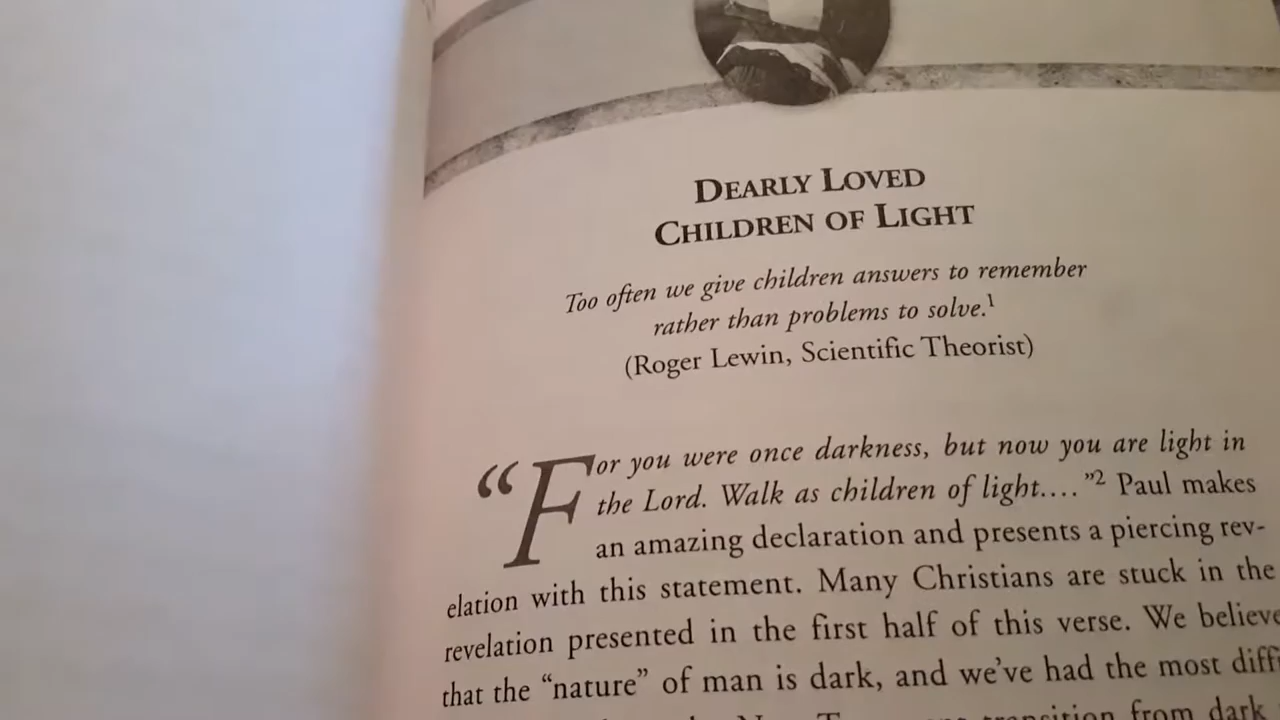 DEARLY LOVED
CHILDREN OF LIGHT
Too often we give children answers to remember
rather than problems to solve.1
(Roger Lewin, Scientific Theorist)
“For you were once darkness, but now you are light in
the Lord. Walk as children of light....”2 Paul makes
an amazing declaration and presents a piercing rev-
elation with this statement. Many Christians are stuck in the
revelation presented in the first half of this verse. We believe
that the “nature” of man is dark, and we’ve had the most diffi
transition from dark